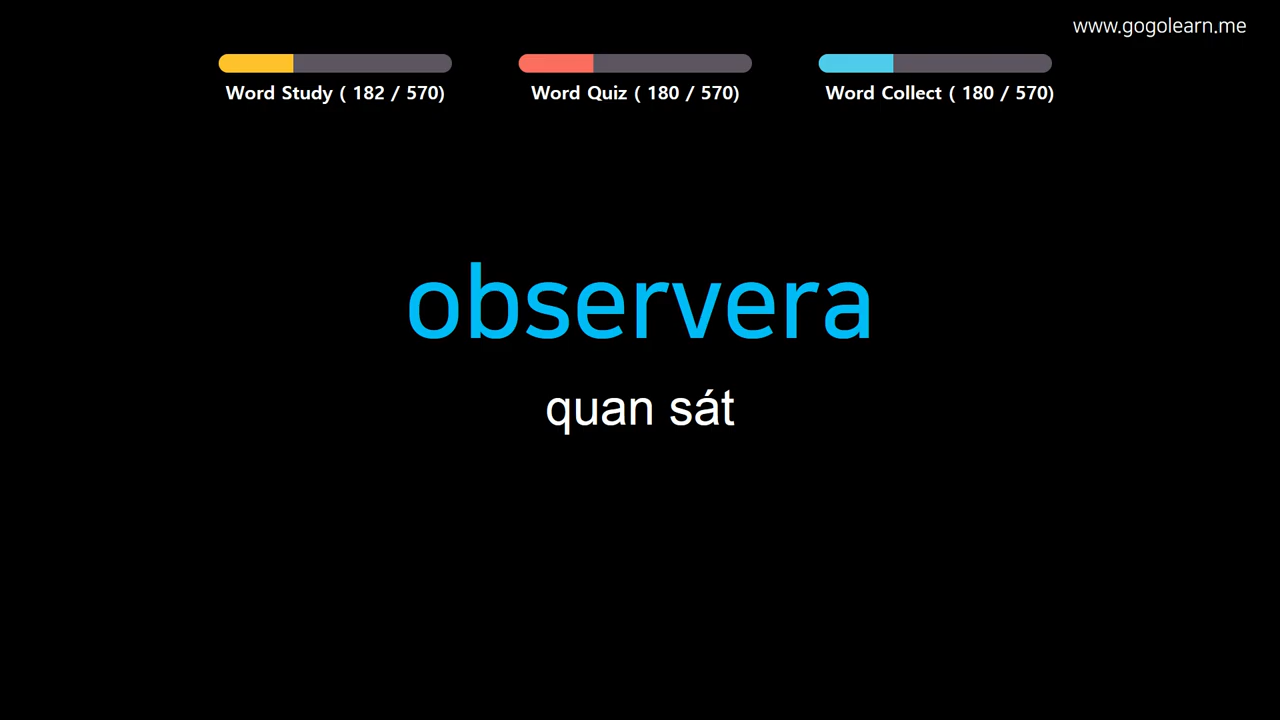 www.gogolearn.me
Word Study ( 182 / 570)
Word Quiz ( 180 / 570)
Word Collect ( 180 / 570)
observera
quan sát